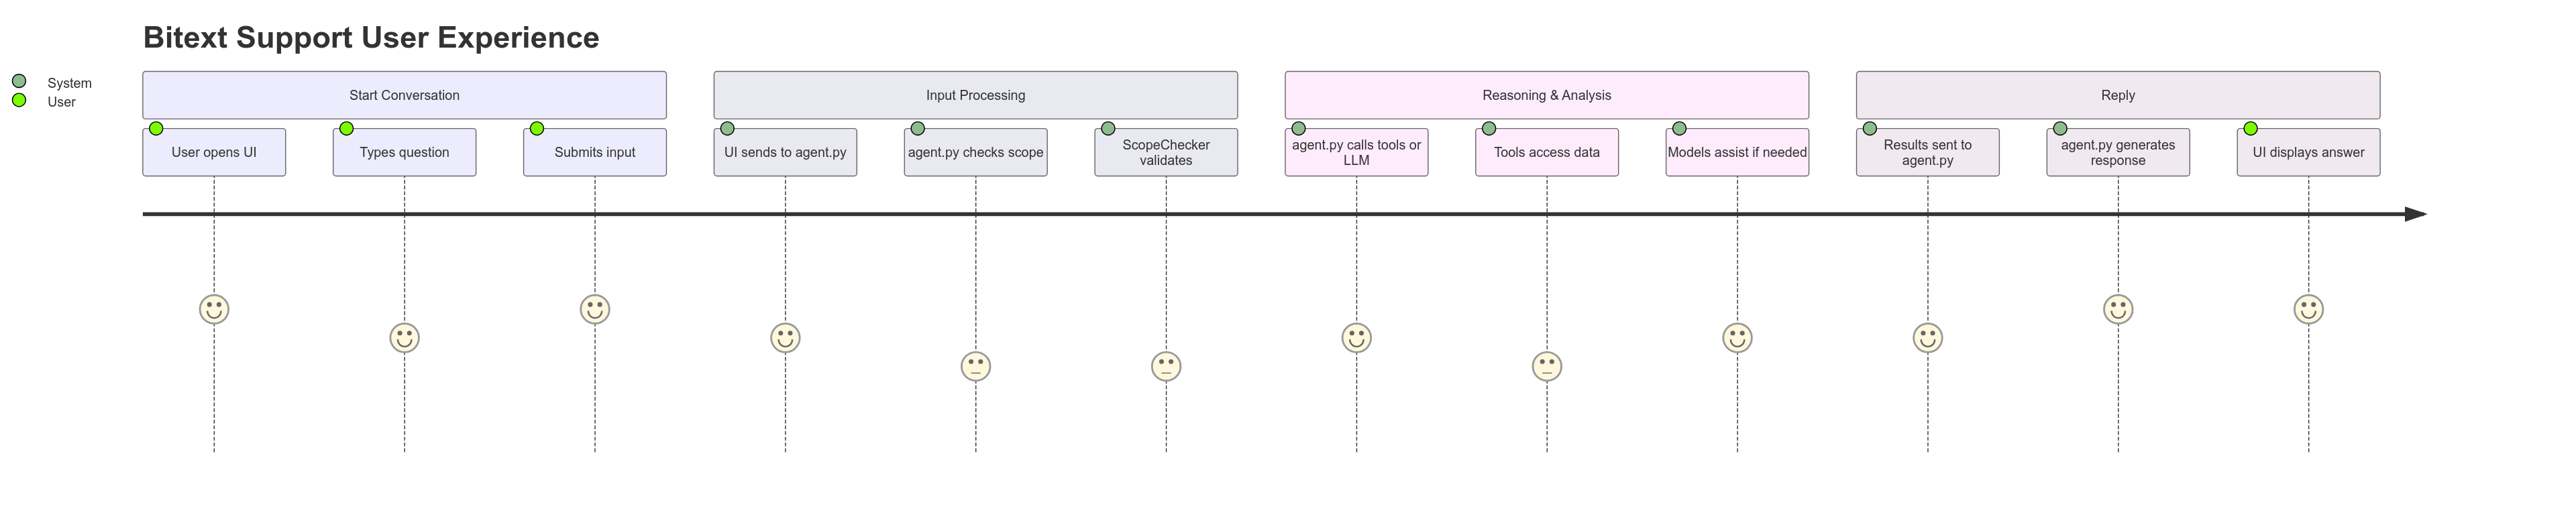 Bitext Support User Experience
System
User
Start Conversation
Input Processing
Reasoning & Analysis
Reply
User opens UI
Types question
Submits input
UI sends to agent.py
agent.py checks scope
ScopeChecker
validates
agent.py calls tools or
LLM
Tools access data
Models assist if needed
Results sent to
agent.py
agent.py generates
response
UI displays answer